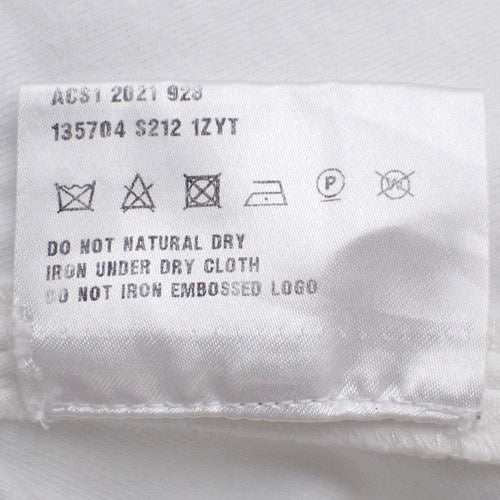 ACS1 2021 928
135704 S212 1ZYT
P
W
DO NOT NATURAL DRY
IRON UNDER DRY CLOTH
DO NOT IRON EMBOSSED LOGO